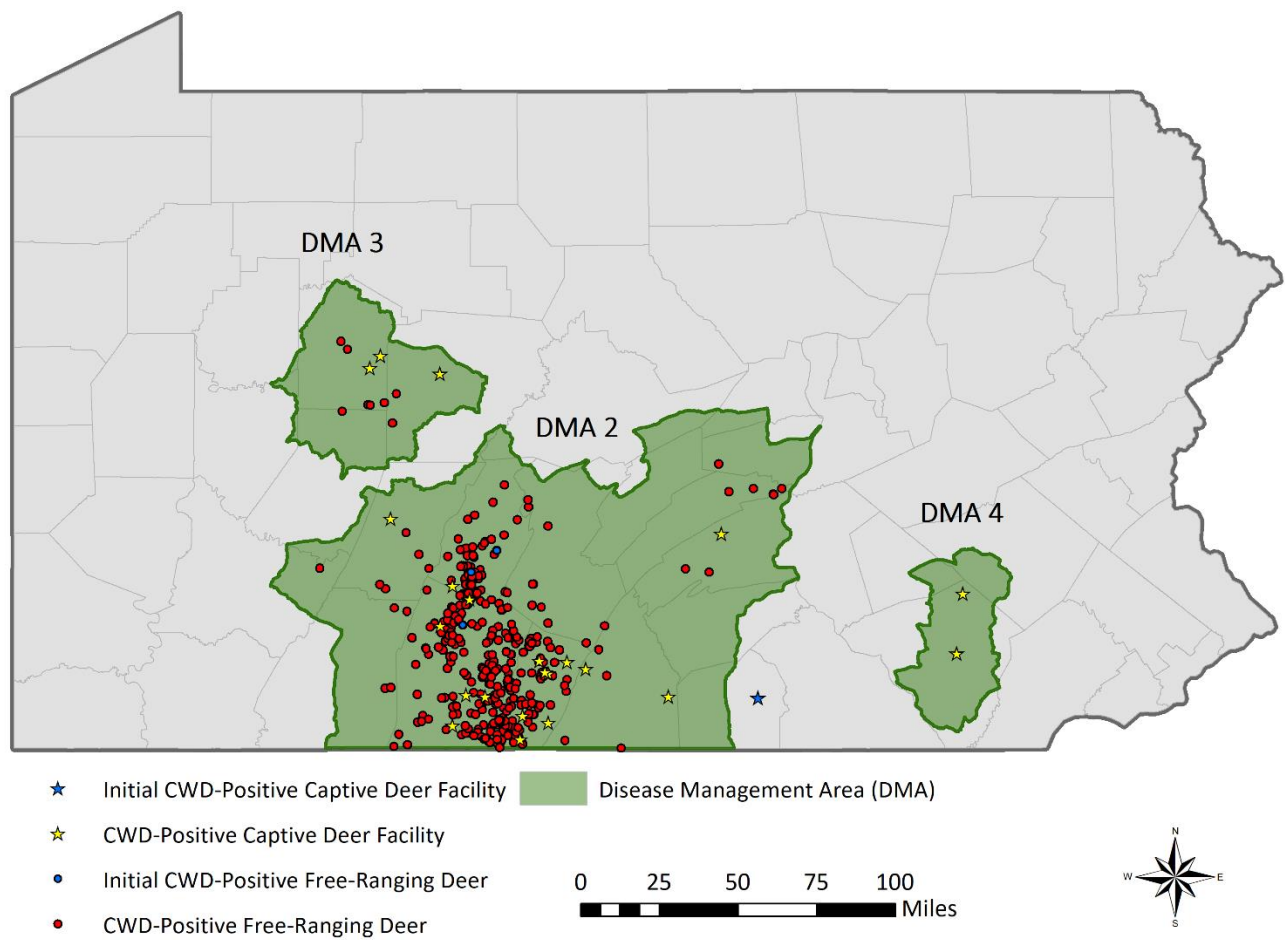 DMA 3
DMA 2
DMA 4
Initial CWD-Positive Captive Deer Facility
Disease Management Area (DMA)
CWD-Positive Captive Deer Facility
Initial CWD-Positive Free-Ranging Deer
CWD-Positive Free-Ranging Deer
0 25 50 75 100
Miles
N
W E
S